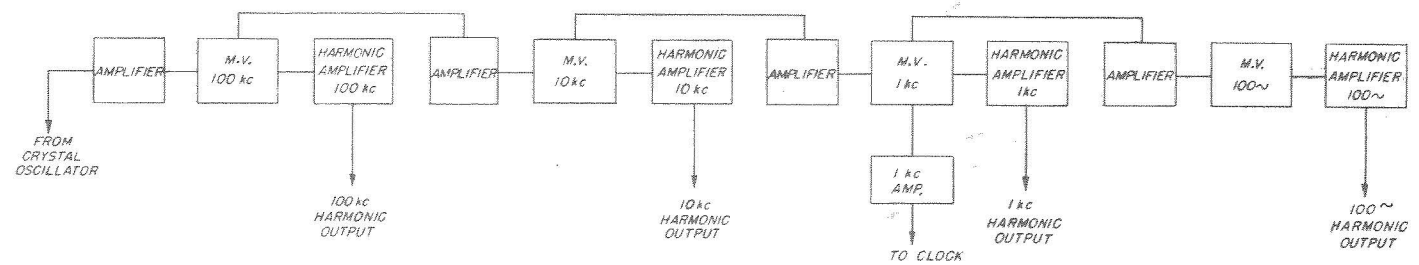 AMPLIFIER
M.V.
100 kc
HARMONIC
AMPLIFIER
100 kc
AMPLIFIER
M.V.
10 kc
HARMONIC
AMPLIFIER
10 kc
AMPLIFIER
M.V.
1 kc
HARMONIC
AMPLIFIER
1 kc
AMPLIFIER
M.V.
100~
HARMONIC
AMPLIFIER
100~
FROM
CRYSTAL
OSCILLATOR
100 kc
HARMONIC
OUTPUT
10 kc
HARMONIC
OUTPUT
1 kc
AMP.
TO CLOCK
1 kc
HARMONIC
OUTPUT
100~
HARMONIC
OUTPUT